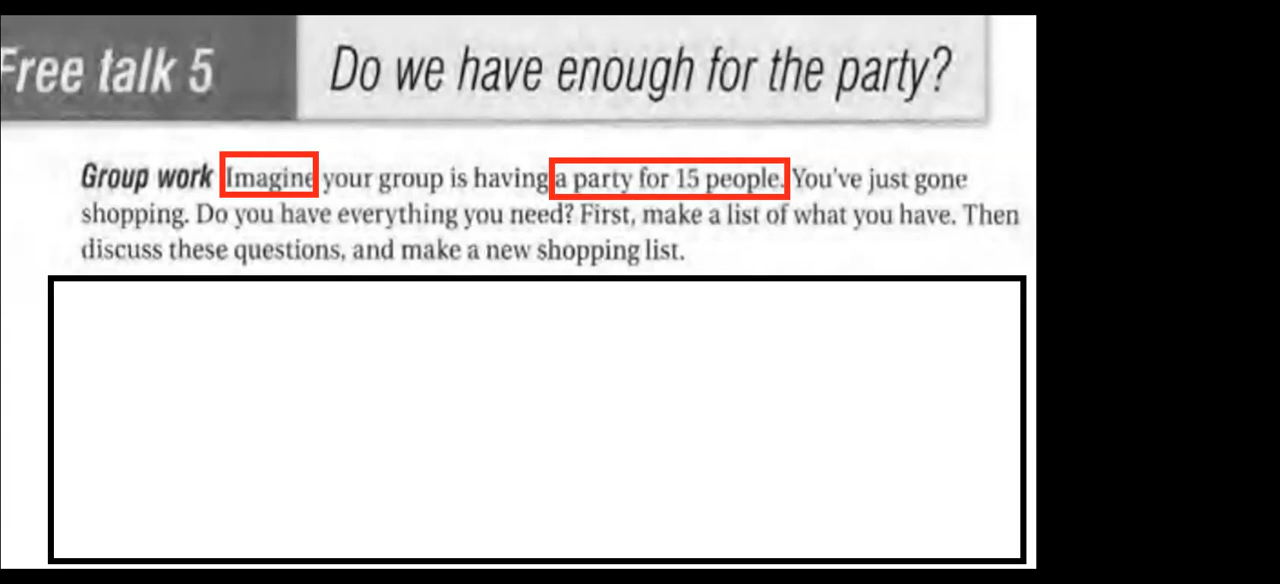 Free talk 5
Do we have enough for the party?
Group work Imagine your group is having a party for 15 people. You've just gone
shopping. Do you have everything you need? First, make a list of what you have. Then
discuss these questions, and make a new shopping list.